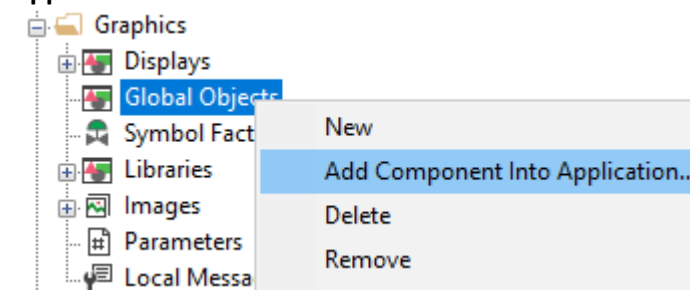 Graphics
Displays
Global Objects
New
Symbol Fact
Add Component Into Application...
Libraries
Delete
Images
Parameters
Remove
Local Messa